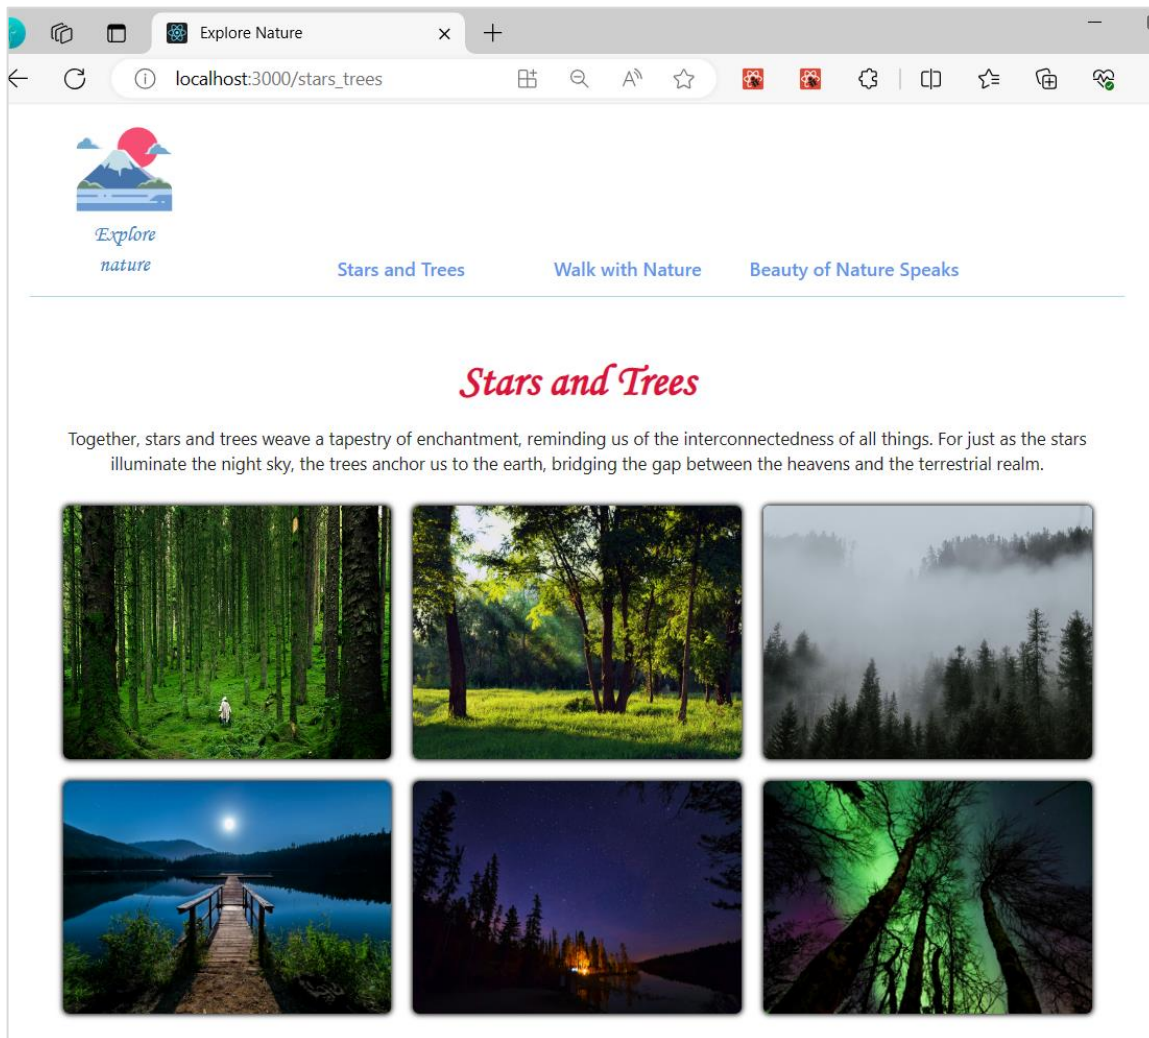 Explore Nature
localhost:3000/stars_trees
Explore
nature
Stars and Trees
Walk with Nature
Beauty of Nature Speaks
Stars and Trees
Together, stars and trees weave a tapestry of enchantment, reminding us of the interconnectedness of all things. For just as the stars
illuminate the night sky, the trees anchor us to the earth, bridging the gap between the heavens and the terrestrial realm.